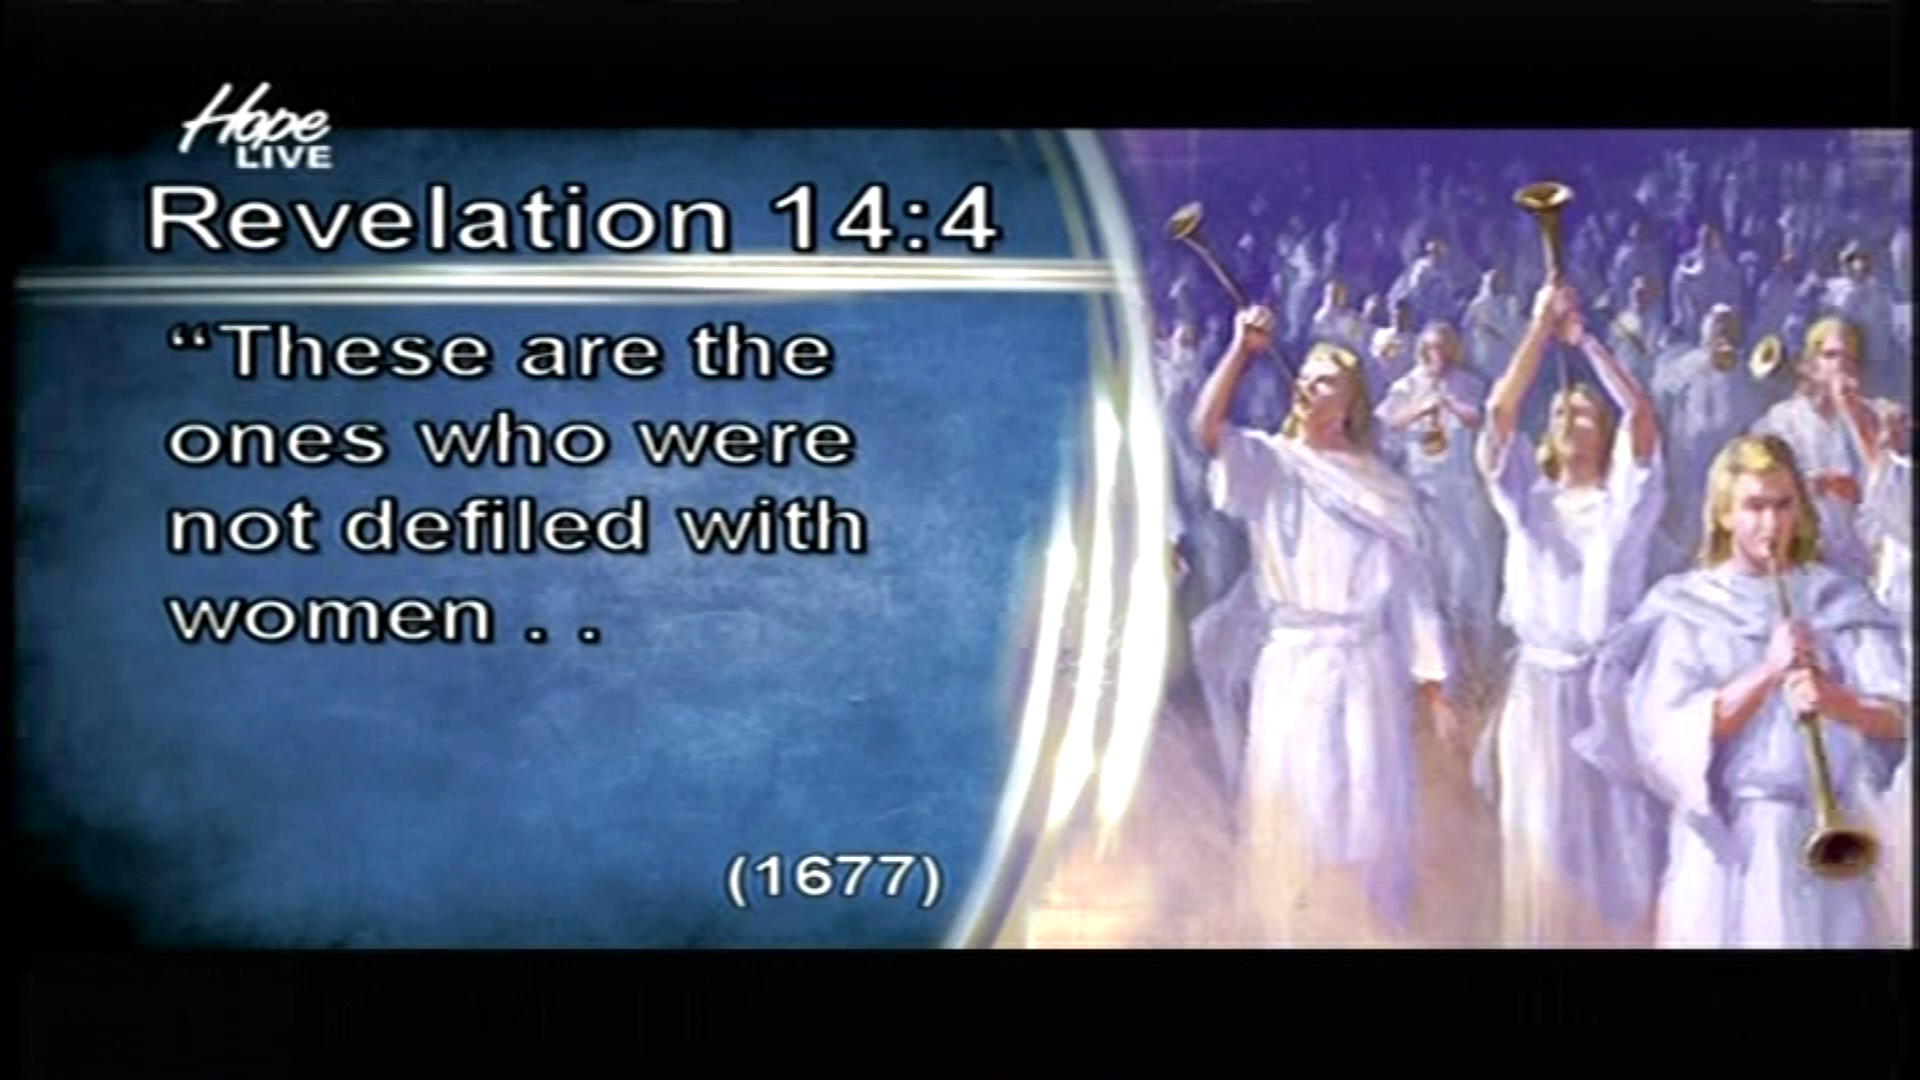 Hope
LIVE
Revelation 14:4
“These are the
ones who were
not defiled with
women . .
(1677)